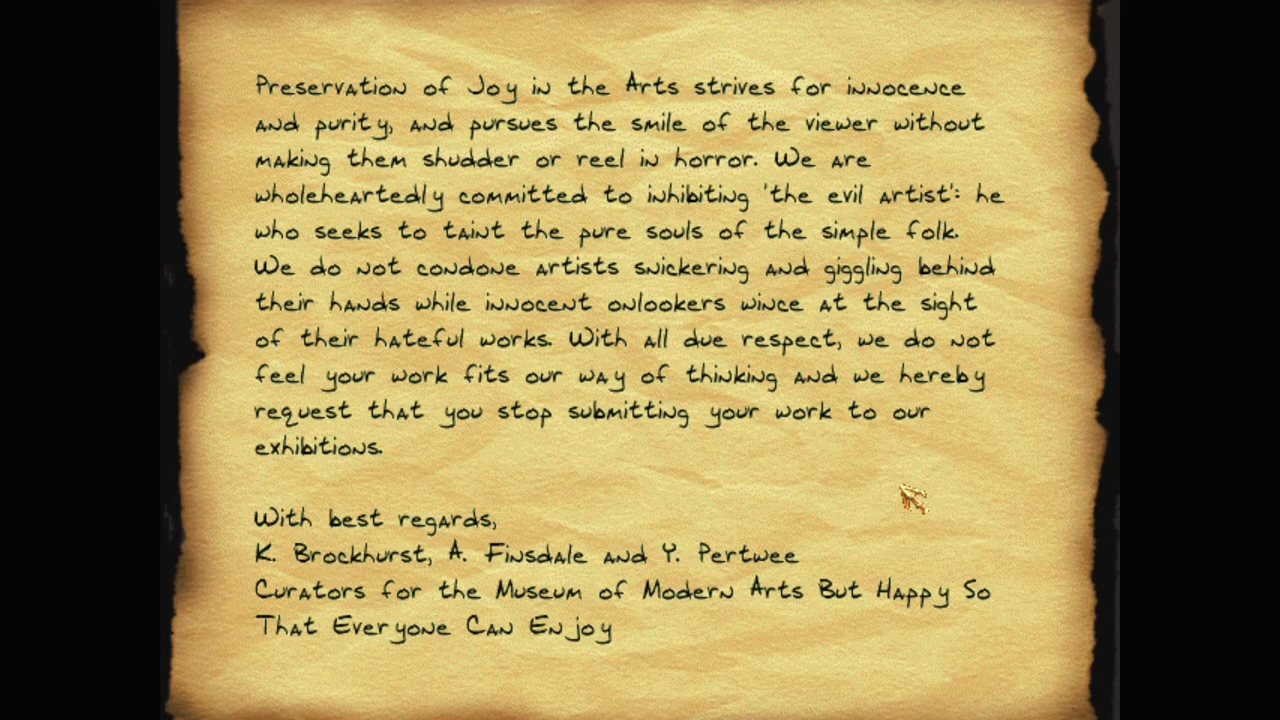 Preservation of Joy in the Arts strives for innocence
and purity, and pursues the smile of the viewer without
making them shudder or reel in horror. We are
wholeheartedly committed to inhibiting 'the evil artist': he
who seeks to taint the pure souls of the simple folk.
We do not condone artists snickering and giggling behind
their hands while innocent onlookers wince at the sight
of their hateful works. With all due respect, we do not
feel your work fits our way of thinking and we hereby
request that you stop submitting your work to our
exhibitions.
With best regards,
K. Brockhurst, A. Finsdale and Y. Pertwee
Curators for the Museum of Modern Arts But Happy So
That Everyone Can Enjoy